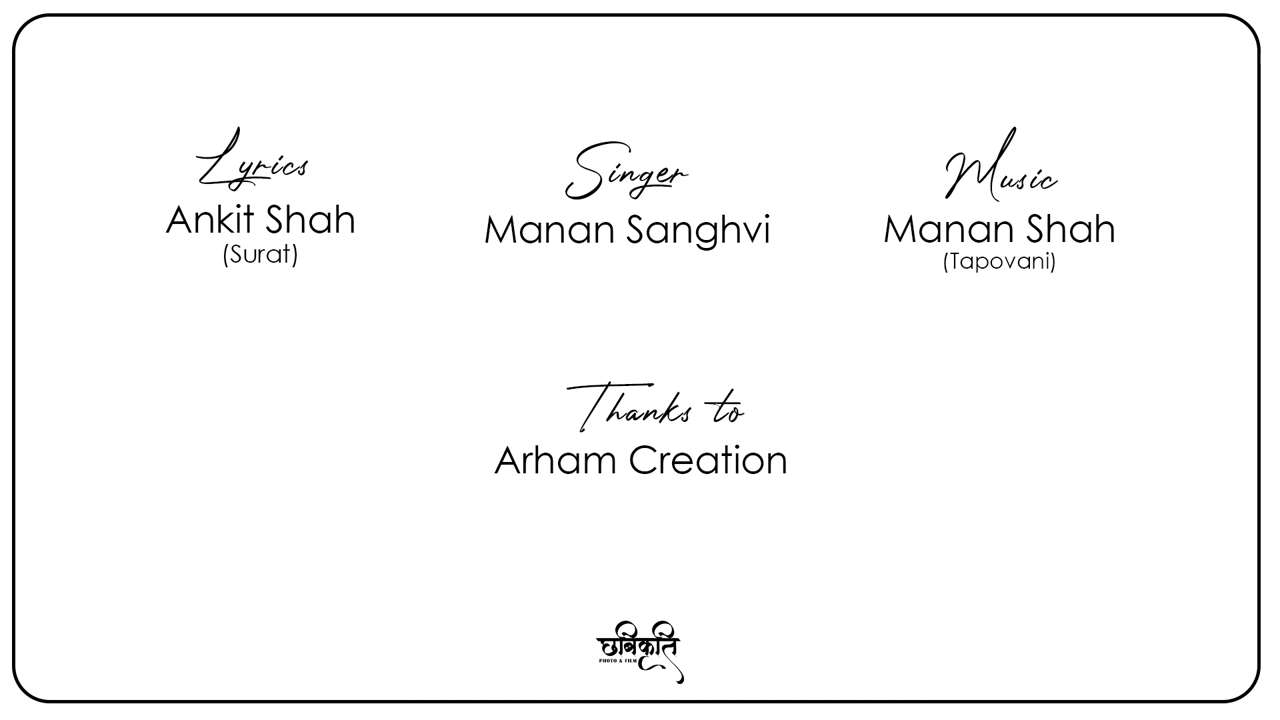 Lyrics
Ankit Shah
(Surat)
Singer
Manan Sanghvi
Music
Manan Shah
(Tapovani)
Thanks to
Arham Creation
छबिकृति
PHOTO & FILM